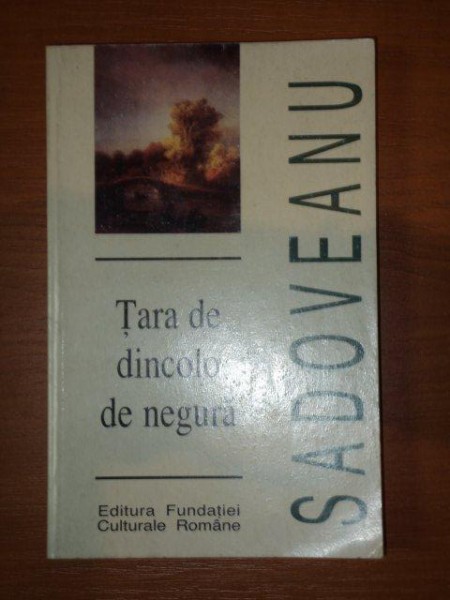 Țara de
dincolo
de negură
Editura Fundației
Culturale Române
SADOVEANU